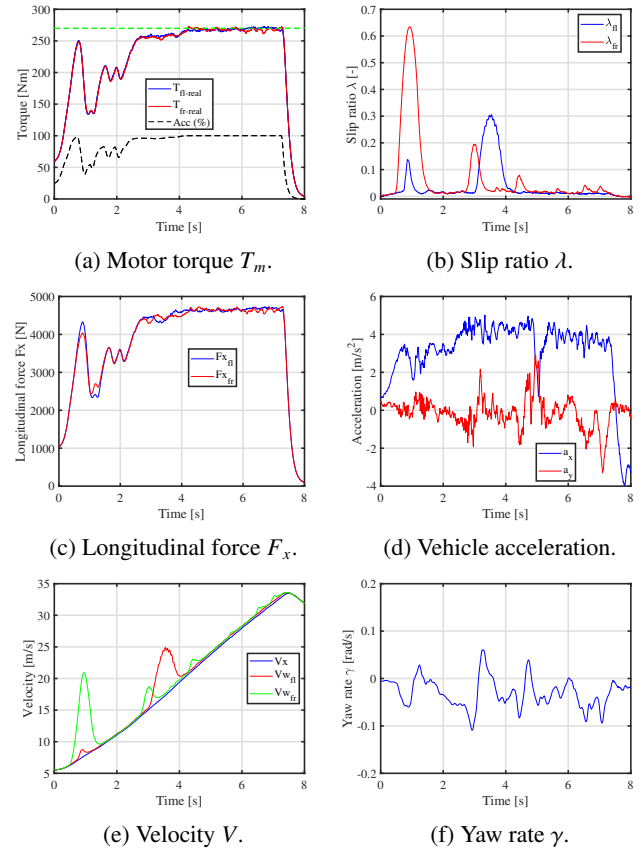 300
250
200
150
100
50
0
Torque [Nm]
T_fl-real
T_fr-real
Acc (%)
0 2 4 6 8
Time [s]
(a) Motor torque T_m.
0.7
0.6
0.5
0.4
0.3
0.2
0.1
0
Slip ratio λ [-]
λ_fl
λ_fr
0 2 4 6 8
Time [s]
(b) Slip ratio λ.
5000
4000
3000
2000
1000
0
Longitudinal force Fx [N]
Fx_fl
Fx_fr
0 2 4 6 8
Time [s]
(c) Longitudinal force F_x.
6
4
2
0
-2
-4
Acceleration [m/s²]
a_x
a_y
0 2 4 6 8
Time [s]
(d) Vehicle acceleration.
35
30
25
20
15
10
5
Velocity [m/s]
Vx
Vw_fl
Vw_fr
0 2 4 6 8
Time [s]
(e) Velocity V.
0.2
0.1
0
-0.1
-0.2
Yaw rate γ [rad/s]
0 2 4 6 8
Time [s]
(f) Yaw rate γ.